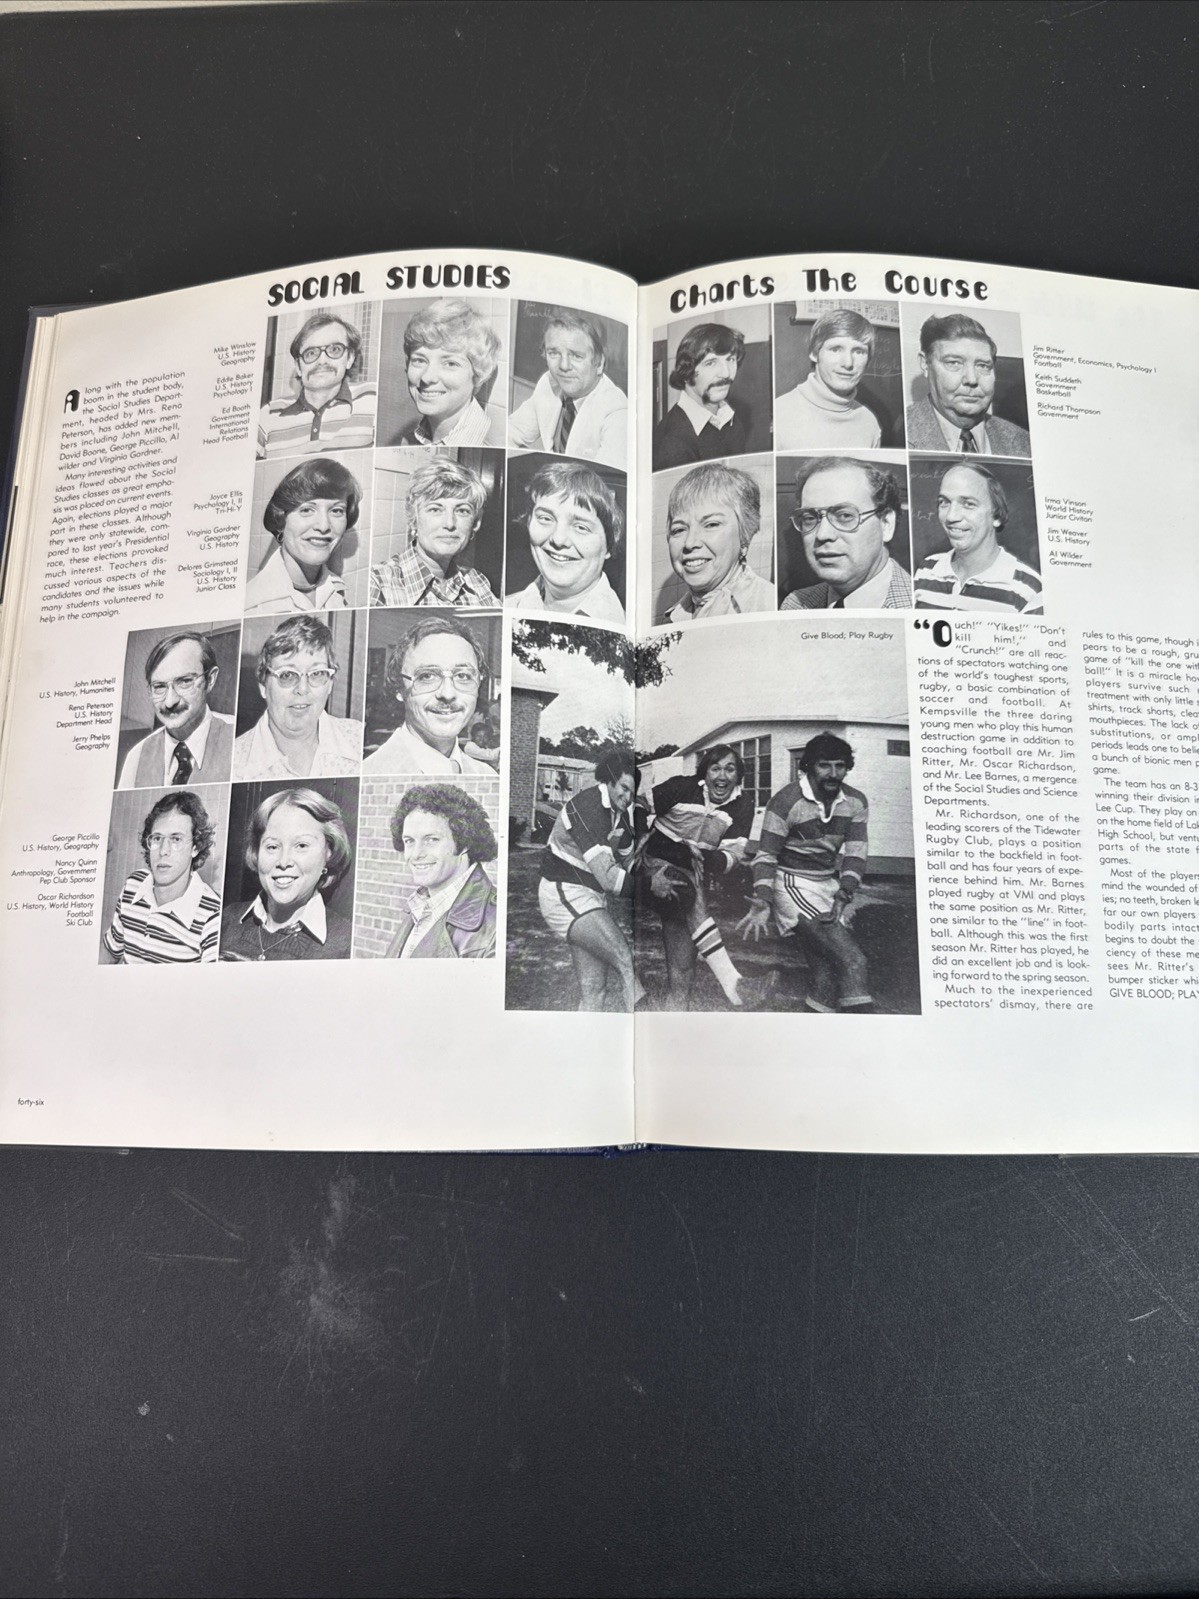 SOCIAL STUDIES
Along with the population
boom in the student body,
the Social Studies Depart-
ment, headed by Mrs. Rena
Peterson, has added new mem-
bers including John Mitchell,
David Boone, George Piccillo, Al
wilder and Virginia Gardner.
Many interesting activities and
ideas flowed about the Social
Studies classes as great empha-
sis was placed on current events.
Again, elections played a major
part in these classes. Although
they were only statewide, com-
pared to last year's Presidential
race, these elections provoked
much interest. Teachers dis-
cussed various aspects of the
candidates and the issues while
many students volunteered to
help in the campaign.
Mike Winslow
U.S. History
Geography
Eddie Baker
U.S. History
Psychology I
Ed Booth
Government
International
Relations
Head Football
Joyce Ellis
Psychology I, II
Tri-Hi-Y
Virginia Gardner
Geography
U.S. History
Delores Grimstead
Sociology I, II
U.S. History
Junior Class
John Mitchell
U.S. History, Humanities
Rena Peterson
U.S. History
Department Head
Jerry Phelps
Geography
George Piccillo
U.S. History, Geography
Nancy Quinn
Anthropology, Government
Pep Club Sponsor
Oscar Richardson
U.S. History, World History
Football
Ski Club
forty-six
Charts The Course
Jim Ritter
Government, Economics, Psychology I
Football
Keith Suddeth
Government
Basketball
Richard Thompson
Government
Irma Vinson
World History
Junior Civitan
Jim Weaver
U.S. History
Al Wilder
Government
Give Blood; Play Rugby
"Ouch!" "Yikes!" "Don't
kill him!," and
"Crunch!" are all reac-
tions of spectators watching one
of the world's toughest sports,
rugby, a basic combination of
soccer and football. At
Kempsville the three daring
young men who play this human
destruction game in addition to
coaching football are Mr. Jim
Ritter, Mr. Oscar Richardson,
and Mr. Lee Barnes, a mergence
of the Social Studies and Science
Departments.
Mr. Richardson, one of the
leading scorers of the Tidewater
Rugby Club, plays a position
similar to the backfield in foot-
ball and has four years of expe-
rience behind him. Mr. Barnes
played rugby at VMI and plays
the same position as Mr. Ritter,
one similar to the "line" in foot-
ball. Although this was the first
season Mr. Ritter has played, he
did an excellent job and is look-
ing forward to the spring season.
Much to the inexperienced
spectators' dismay, there are
rules to this game, though i
pears to be a rough, gru
game of "kill the one wit
ball!" It is a miracle how
players survive such
treatment with only little
shirts, track shorts, clea
mouthpieces. The lack of
substitutions, or ampl
periods leads one to belie
a bunch of bionic men p
game.
The team has an 8-3
winning their division i
Lee Cup. They play on
on the home field of La
High School, but ventu
parts of the state f
games.
Most of the players
mind the wounded of
ies; no teeth, broken le
far our own players
bodily parts intact
begins to doubt the
ciency of these me
sees Mr. Ritter's
bumper sticker whi
GIVE BLOOD; PLA